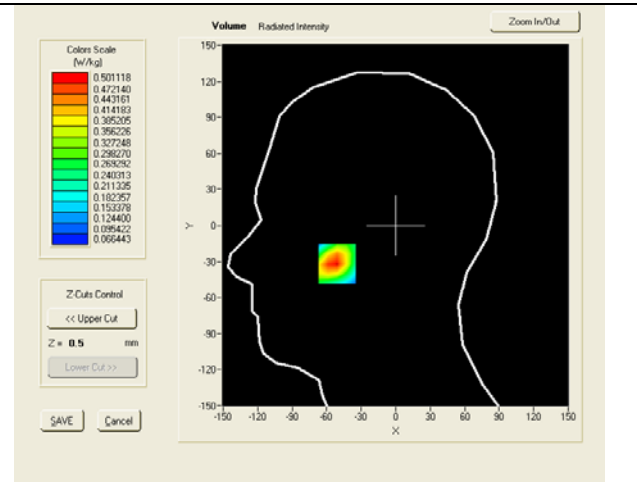 Volume Radiated Intensity
Zoom In/Out
Colors Scale
(W/kg)
0.501118
0.472140
0.443161
0.414183
0.385205
0.356226
0.327248
0.298270
0.269292
0.240313
0.211335
0.182357
0.153378
0.124400
0.095422
0.066443
Z-Cuts Control
<< Upper Cut
Z = 0.5 mm
Lower Cut >>
SAVE Cancel
150
120
90
60
30
0
-30
-60
-90
-120
-150
Y
-150 -120 -90 -60 -30 0 30 60 90 120 150
X